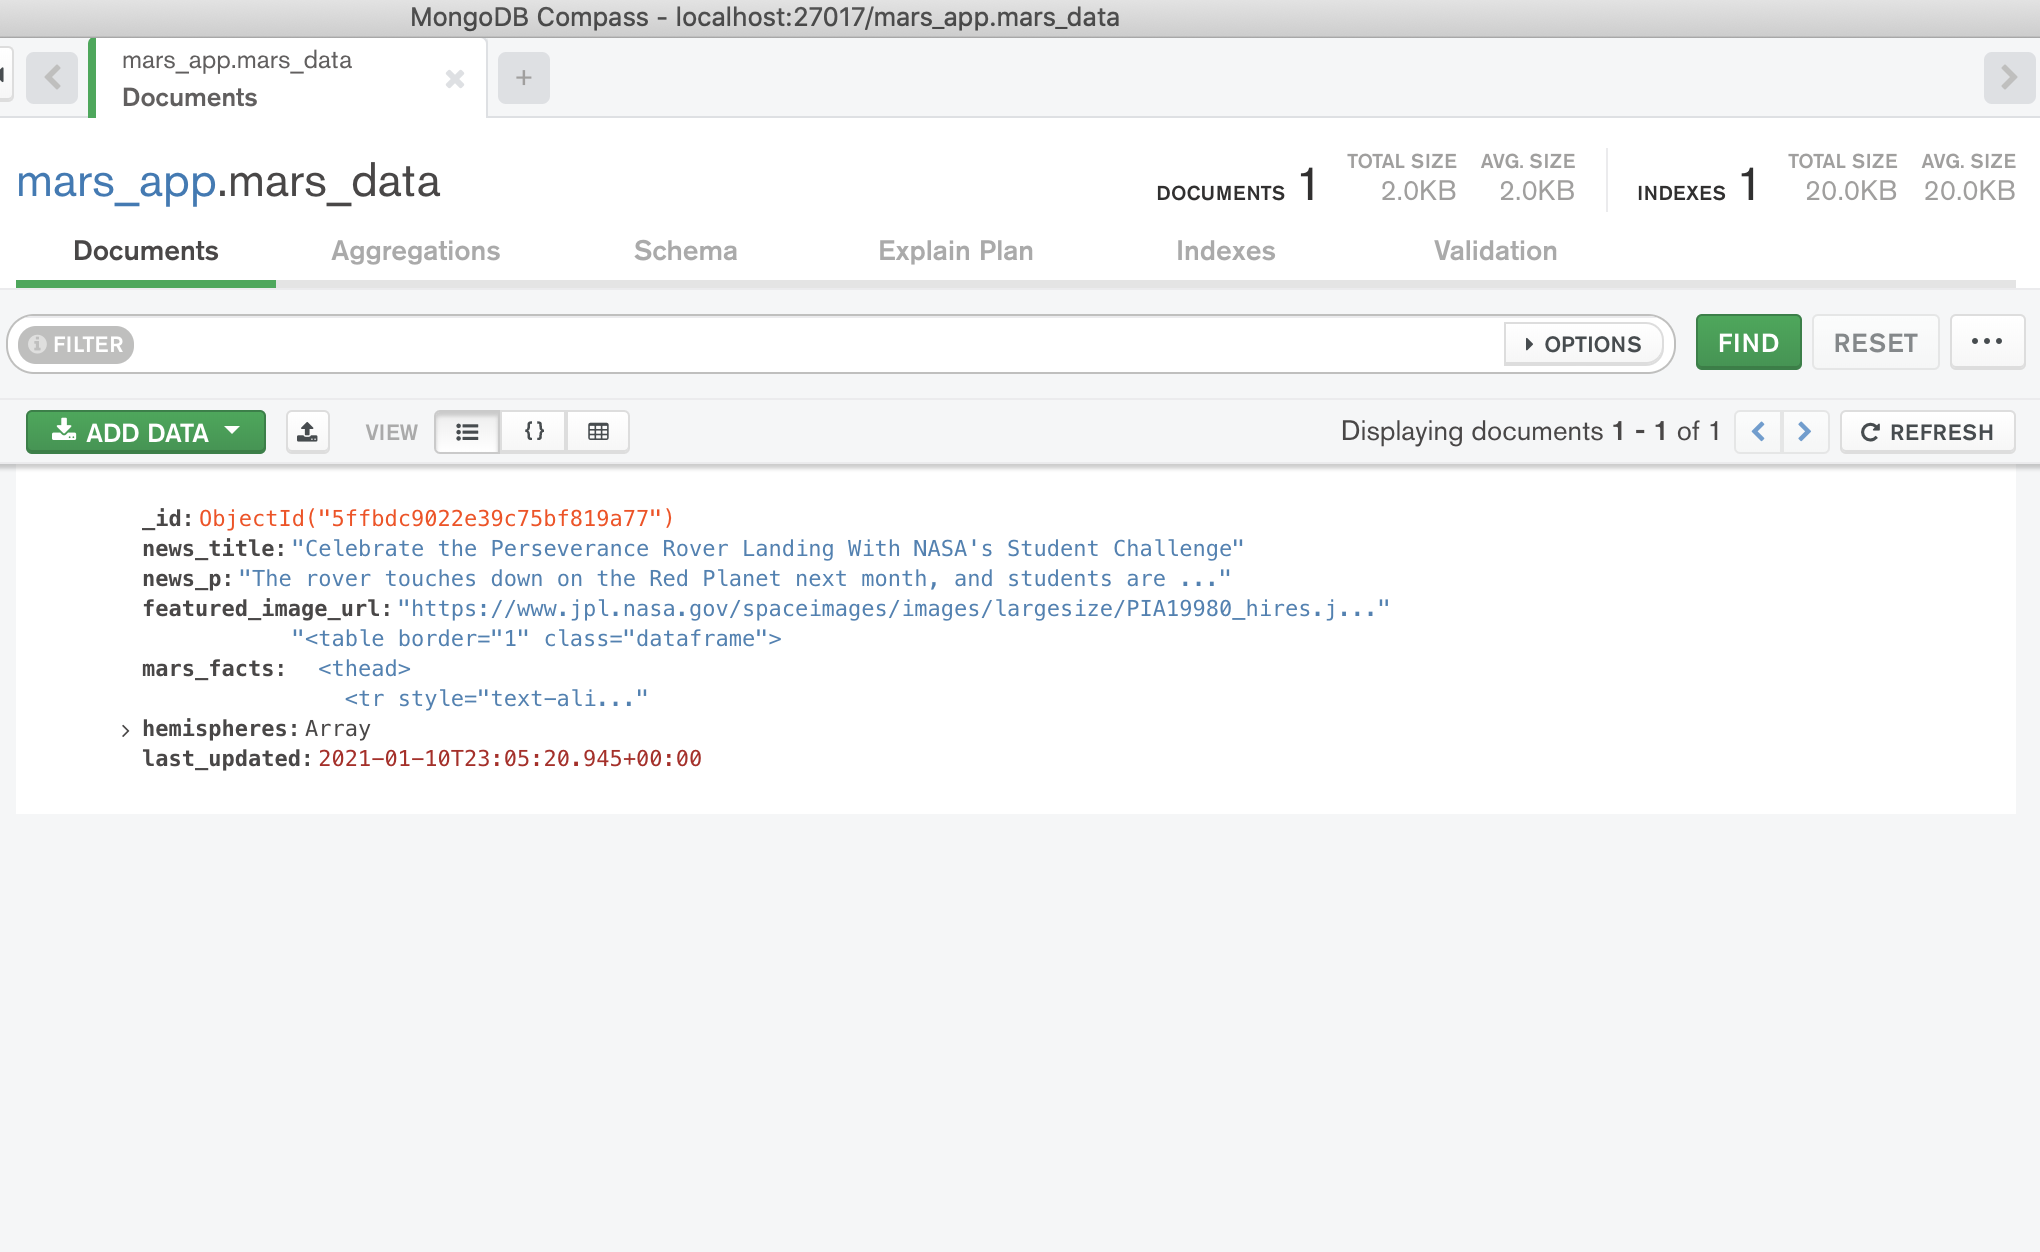 MongoDB Compass - localhost:27017/mars_app.mars_data
mars_app.mars_data
Documents
mars_app.mars_data
DOCUMENTS 1
TOTAL SIZE 2.0KB
AVG. SIZE 2.0KB
INDEXES 1
TOTAL SIZE 20.0KB
AVG. SIZE 20.0KB
Documents Aggregations Schema Explain Plan Indexes Validation
FILTER OPTIONS FIND RESET ...
ADD DATA VIEW {} Displaying documents 1 - 1 of 1 REFRESH
_id: ObjectId("5ffbdc9022e39c75bf819a77")
news_title: "Celebrate the Perseverance Rover Landing With NASA's Student Challenge"
news_p: "The rover touches down on the Red Planet next month, and students are ..."
featured_image_url: "https://www.jpl.nasa.gov/spaceimages/images/largesize/PIA19980_hires.j..."
"<table border="1" class="dataframe">
mars_facts: <thead>
<tr style="text-ali..."
hemispheres: Array
last_updated: 2021-01-10T23:05:20.945+00:00